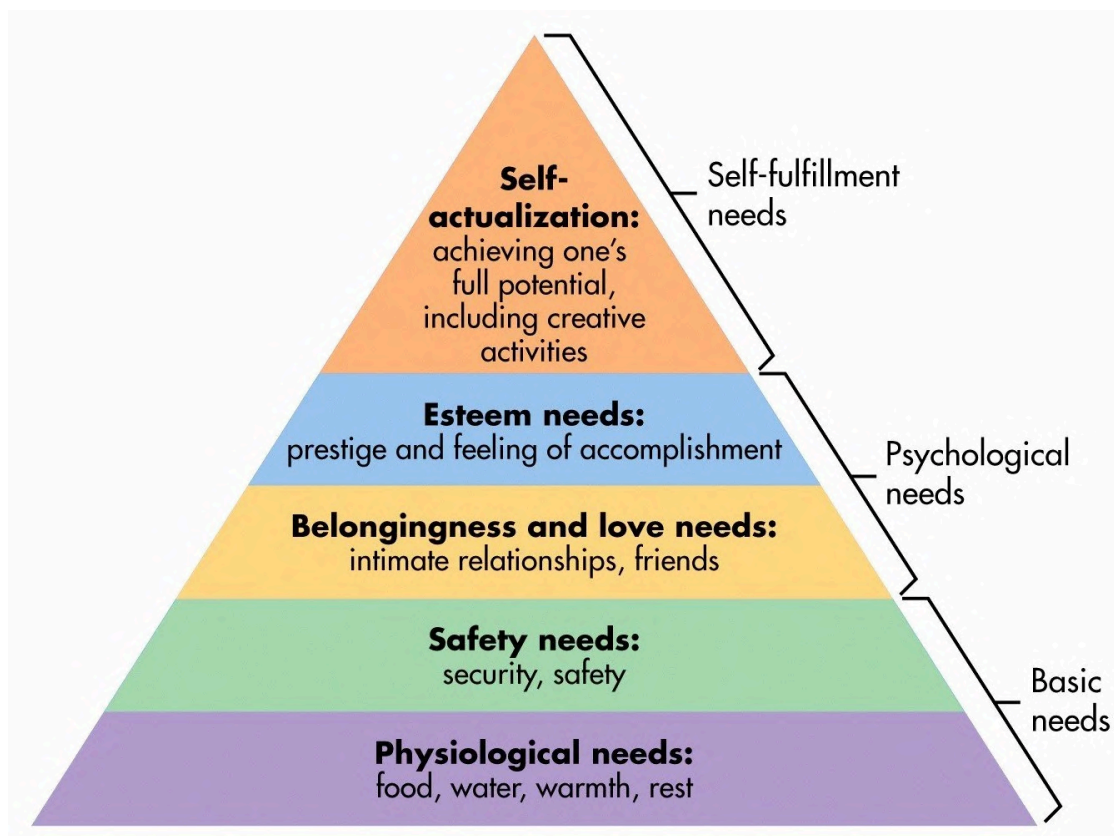 Self-
actualization:
achieving one's
full potential,
including creative
activities
Self-fulfillment
needs
Esteem needs:
prestige and feeling of accomplishment
Psychological
needs
Belongingness and love needs:
intimate relationships, friends
Safety needs:
security, safety
Basic
needs
Physiological needs:
food, water, warmth, rest